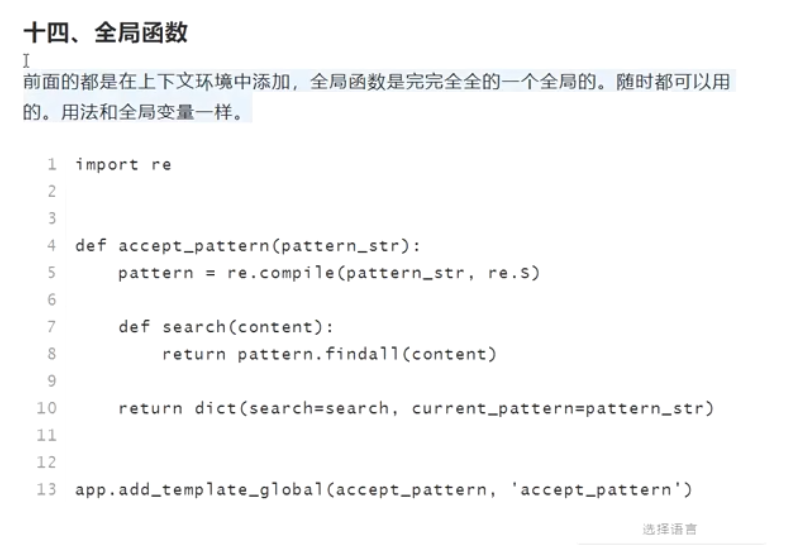 十四、全局函数
前面的都是在上下文环境中添加，全局函数是完完全全的一个全局的。随时都可以用
的。用法和全局变量一样。
1 import re
2
3
4 def accept_pattern(pattern_str):
5     pattern = re.compile(pattern_str, re.S)
6
7     def search(content):
8         return pattern.findall(content)
9
10     return dict(search=search, current_pattern=pattern_str)
11
12
13 app.add_template_global(accept_pattern, 'accept_pattern')
选择语言